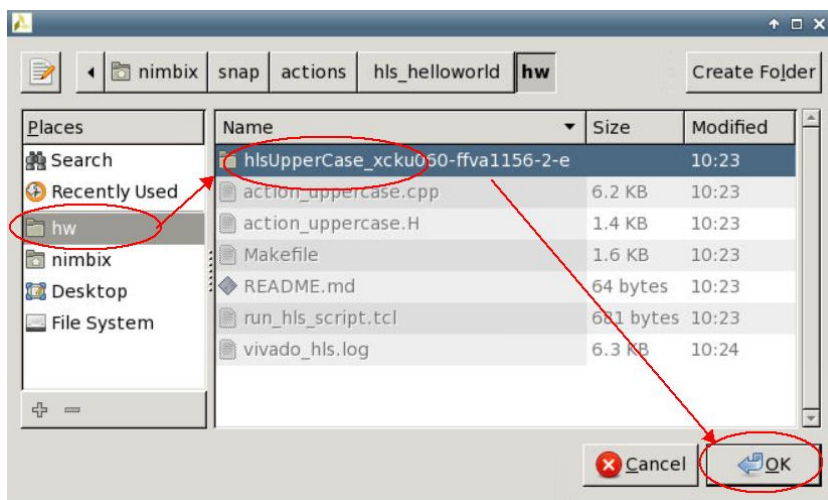 nimbix snap actions hls_helloworld hw Create Folder
Places Name Size Modified
Search hlsUpperCase_xcku060-ffva1156-2-e 10:23
Recently Used action_uppercase.cpp 6.2 KB 10:23
hw action_uppercase.H 1.4 KB 10:23
nimbix Makefile 1.6 KB 10:23
Desktop README.md 64 bytes 10:23
File System run_hls_script.tcl 681 bytes 10:23
vivado_hls.log 6.3 KB 10:24
Cancel OK